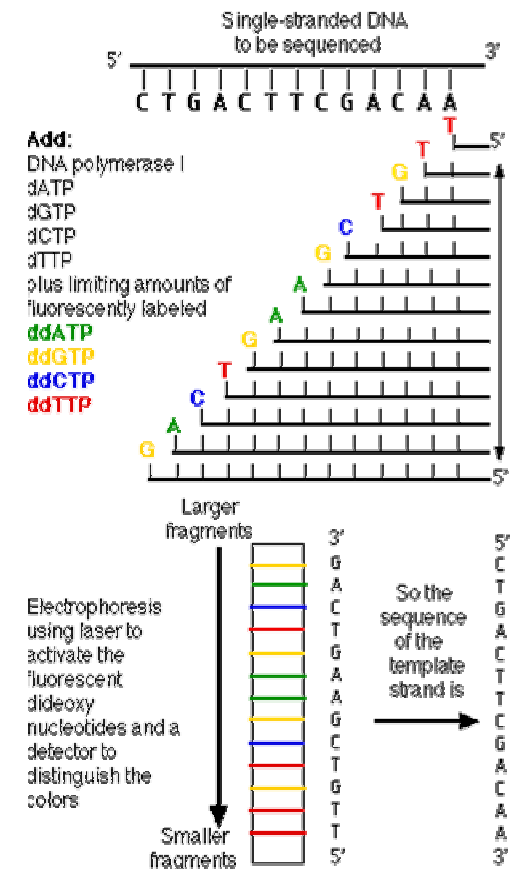 Single-stranded DNA
to be sequenced
5'
3'
C T G A C T T C G A C A A
Add:
DNA polymerase I
dATP
dGTP
dCTP
dTTP
plus limiting amounts of
fluorescently labeled
ddATP
ddGTP
ddCTP
ddTTP
T
5'
T
G
T
C
G
A
A
G
T
C
A
G
5'
Larger
fragments
Electrophoresis
using laser to
activate the
fluorescent
dideoxy
nucleotides and a
detector to
distinguish the
colors
Smaller
fragments
3'
G
A
C
T
G
A
A
G
C
T
G
T
T
5'
So the
sequence
of the
template
strand is
5'
C
T
G
A
C
T
T
C
G
A
C
A
A
3'